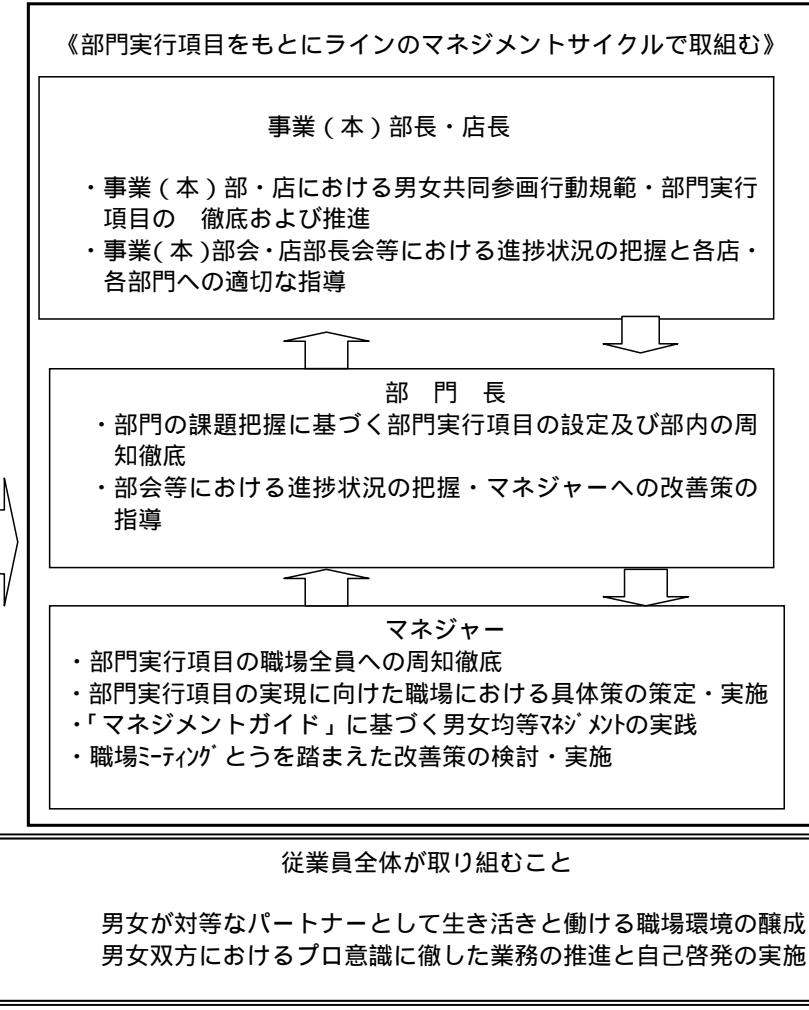 《部門実行項目をもとにラインのマネジメントサイクルで取組む》
事業(本)部長・店長
・事業(本)部・店における男女共同参画行動規範・部門実行
項目の　徹底および推進
・事業(本)部会・店部長会等における進捗状況の把握と各店・
各部門への適切な指導
部　門　長
・部門の課題把握に基づく部門実行項目の設定及び部内の周
知徹底
・部会等における進捗状況の把握・マネジャーへの改善策の
指導
マネジャー
・部門実行項目の職場全員への周知徹底
・部門実行項目の実現に向けた職場における具体策の策定・実施
・「マネジメントガイド」に基づく男女均等ﾏﾈｼﾞﾒﾝﾄの実践
・職場ﾐｰﾃｨﾝｸﾞとうを踏まえた改善策の検討・実施
従業員全体が取り組むこと
男女が対等なパートナーとして生き活きと働ける職場環境の醸成
男女双方におけるプロ意識に徹した業務の推進と自己啓発の実施